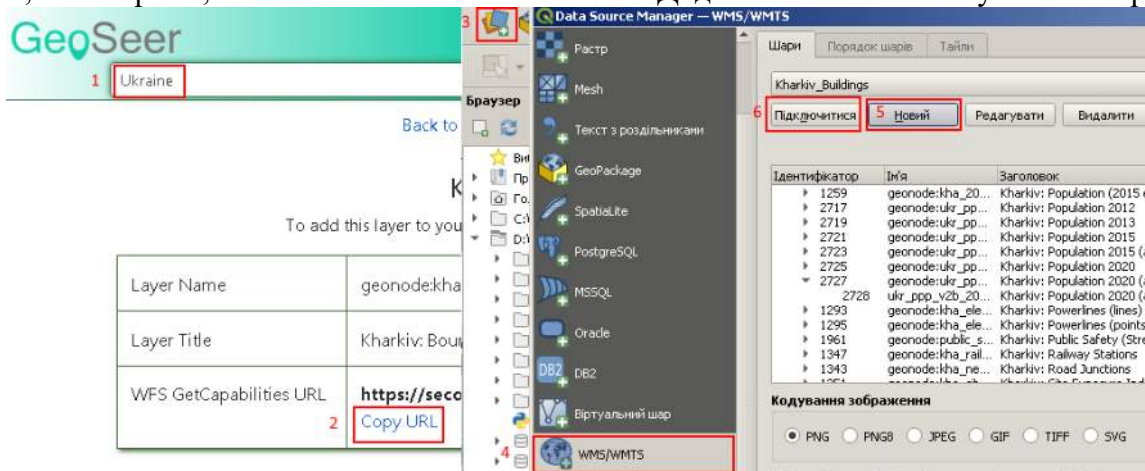 GeoSeer
1
Ukraine
Back to
To add this layer to you
Layer Name
geonode:kha
Layer Title
Kharkiv: Bou
WFS GetCapabilities URL
https://seco
2
Copy URL
3
Браузер
Ви
Пр
Го.
C:\
D:\
4
Data Source Manager — WMS/WMTS
Растр
Mesh
Текст з роздільниками
GeoPackage
SpatiaLite
PostgreSQL
MSSQL
Oracle
DB2
DB2
Віртуальний шар
WMS/WMTS
Шари Порядок шарів Тайли
Kharkiv_Buildings
6 Підключитися 5 Новий Редагувати Видалити
Ідентифікатор Ім'я Заголовок
1259 geonode:kha_20... Kharkiv: Population (2015
2717 geonode:ukr_pp... Kharkiv: Population 2012
2719 geonode:ukr_pp... Kharkiv: Population 2013
2721 geonode:ukr_pp... Kharkiv: Population 2015
2723 geonode:ukr_pp... Kharkiv: Population 2015 (
2725 geonode:ukr_pp... Kharkiv: Population 2020
2727 geonode:ukr_pp... Kharkiv: Population 2020 (
2728 ukr_ppp_v2b_20... Kharkiv: Population 2020 (
1293 geonode:kha_ele... Kharkiv: Powerlines (lines)
1295 geonode:kha_ele... Kharkiv: Powerlines (points
1961 geonode:public_s... Kharkiv: Public Safety (Stre
1347 geonode:kha_rail... Kharkiv: Railway Stations
1343 geonode:kha_ne... Kharkiv: Road Junctions
Кодування зображення
PNG PNG8 JPEG GIF TIFF SVG